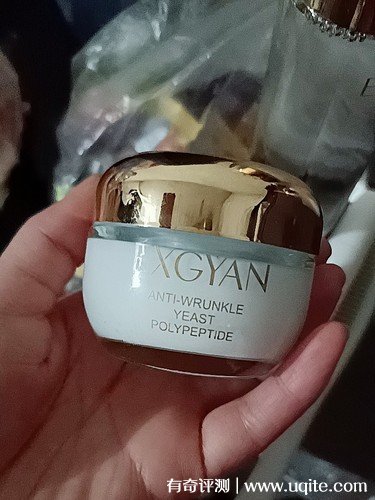 XGYAN
ANTI-WRUNKLE
YEAST
POLYPEPTIDE
有奇评测 | www.uqite.com